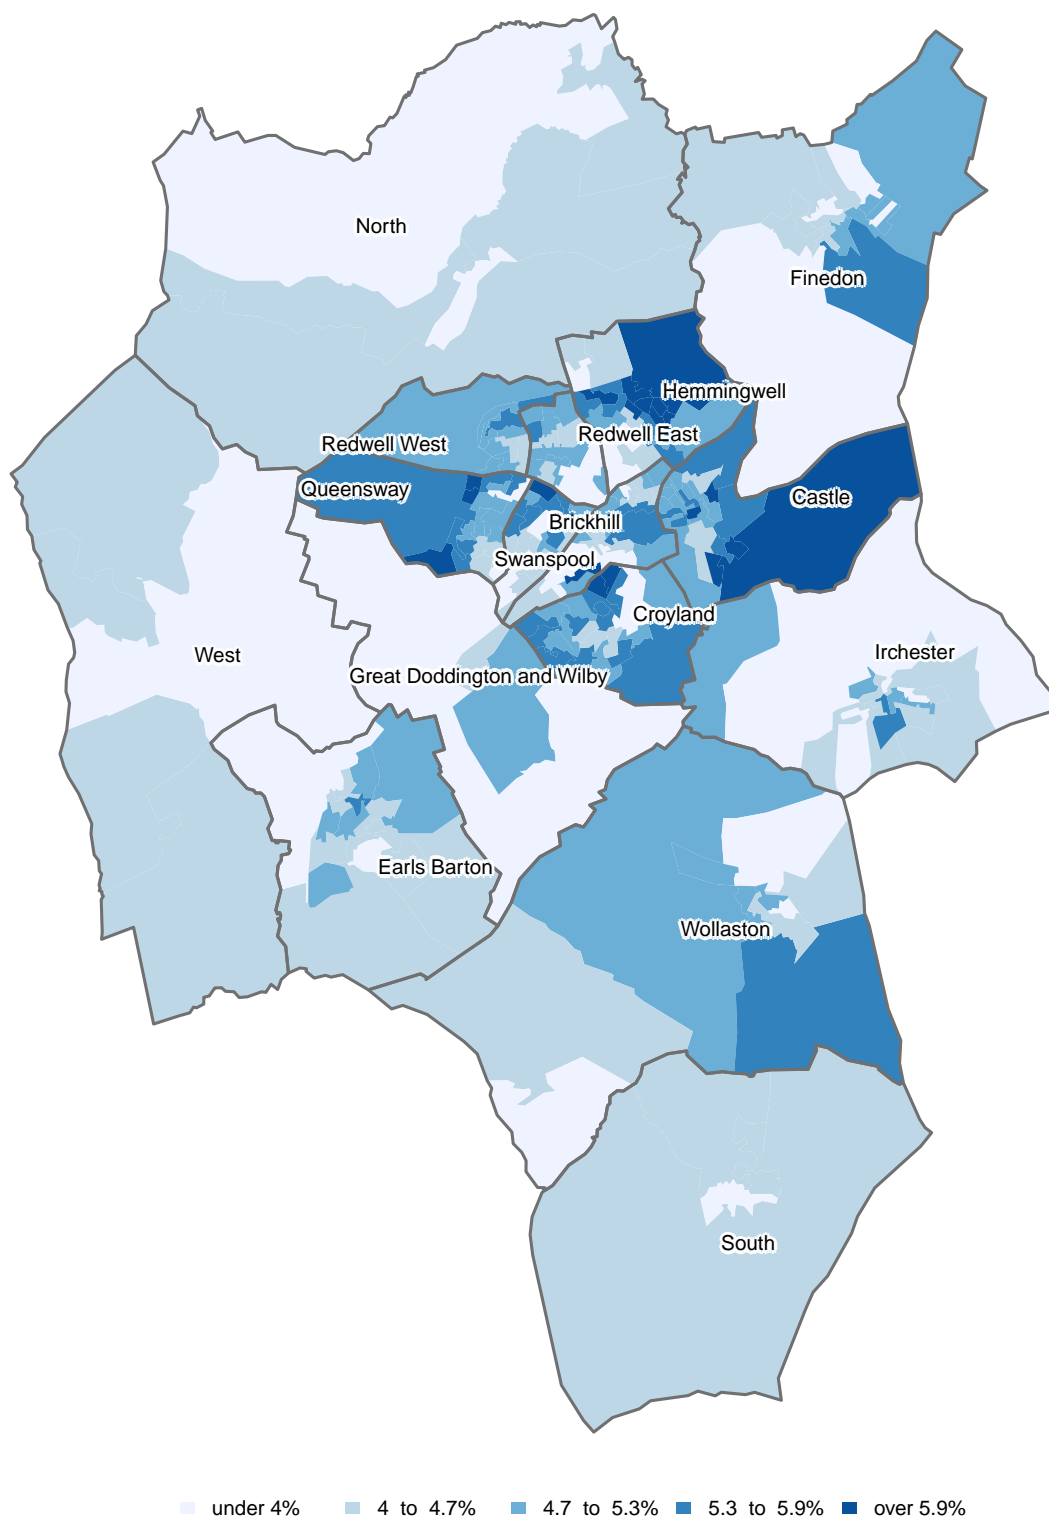 North
Finedon
Hemmingwell
Redwell East
Redwell West
Queensway
Castle
Brickhill
Swanspool
Croyland
Irchester
West
Great Doddington and Wilby
Earls Barton
Wollaston
South
under 4% 4 to 4.7% 4.7 to 5.3% 5.3 to 5.9% over 5.9%